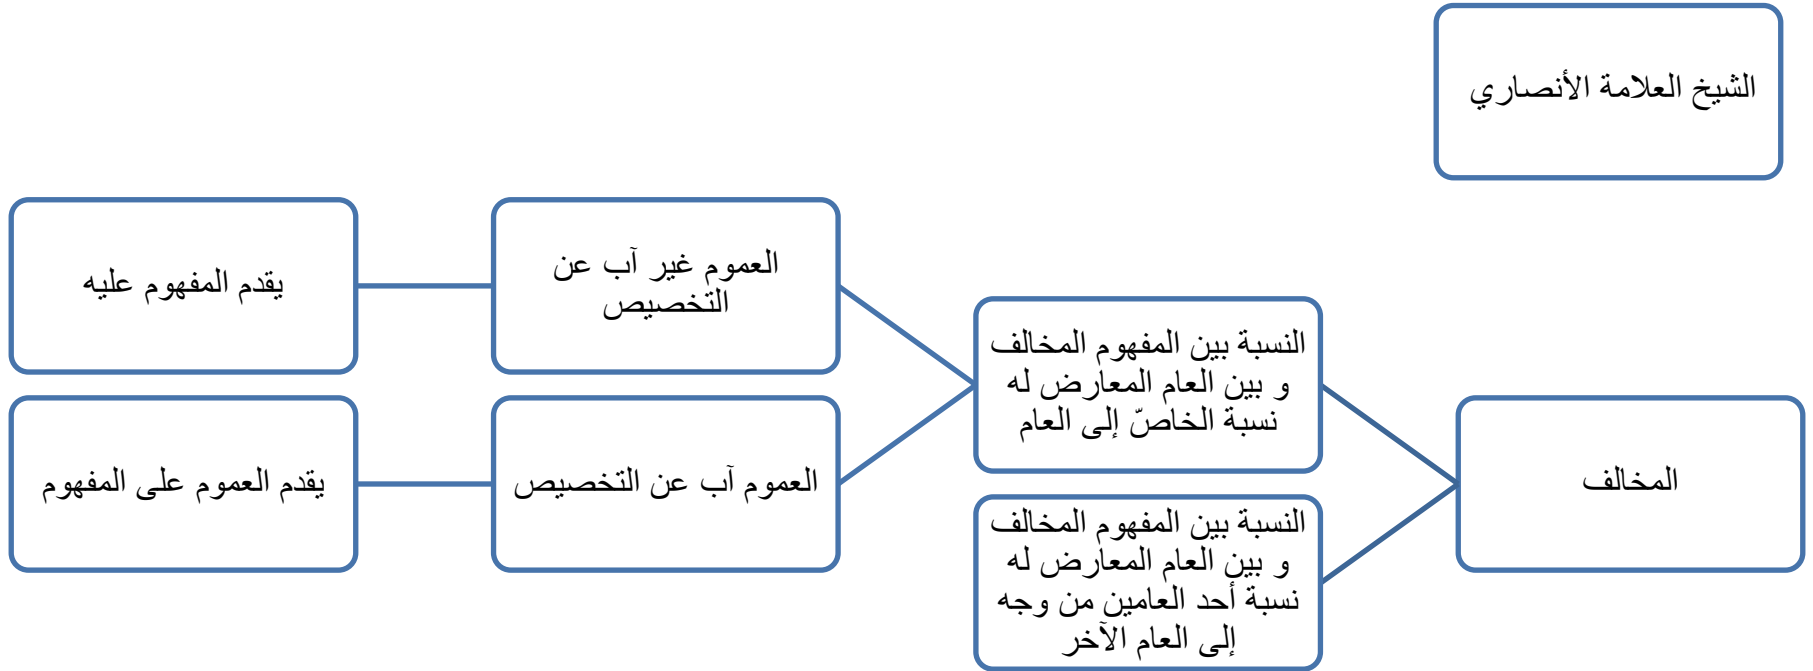 الشيخ العلامة الأنصاري
المخالف
النسبة بين المفهوم المخالف
و بين العام المعارض له
نسبة الخاصّ إلى العام
العموم غير آب عن
التخصيص
يقدم المفهوم عليه
العموم آب عن التخصيص
يقدم العموم على المفهوم
النسبة بين المفهوم المخالف
و بين العام المعارض له
نسبة أحد العامين من وجه
إلى العام الآخر